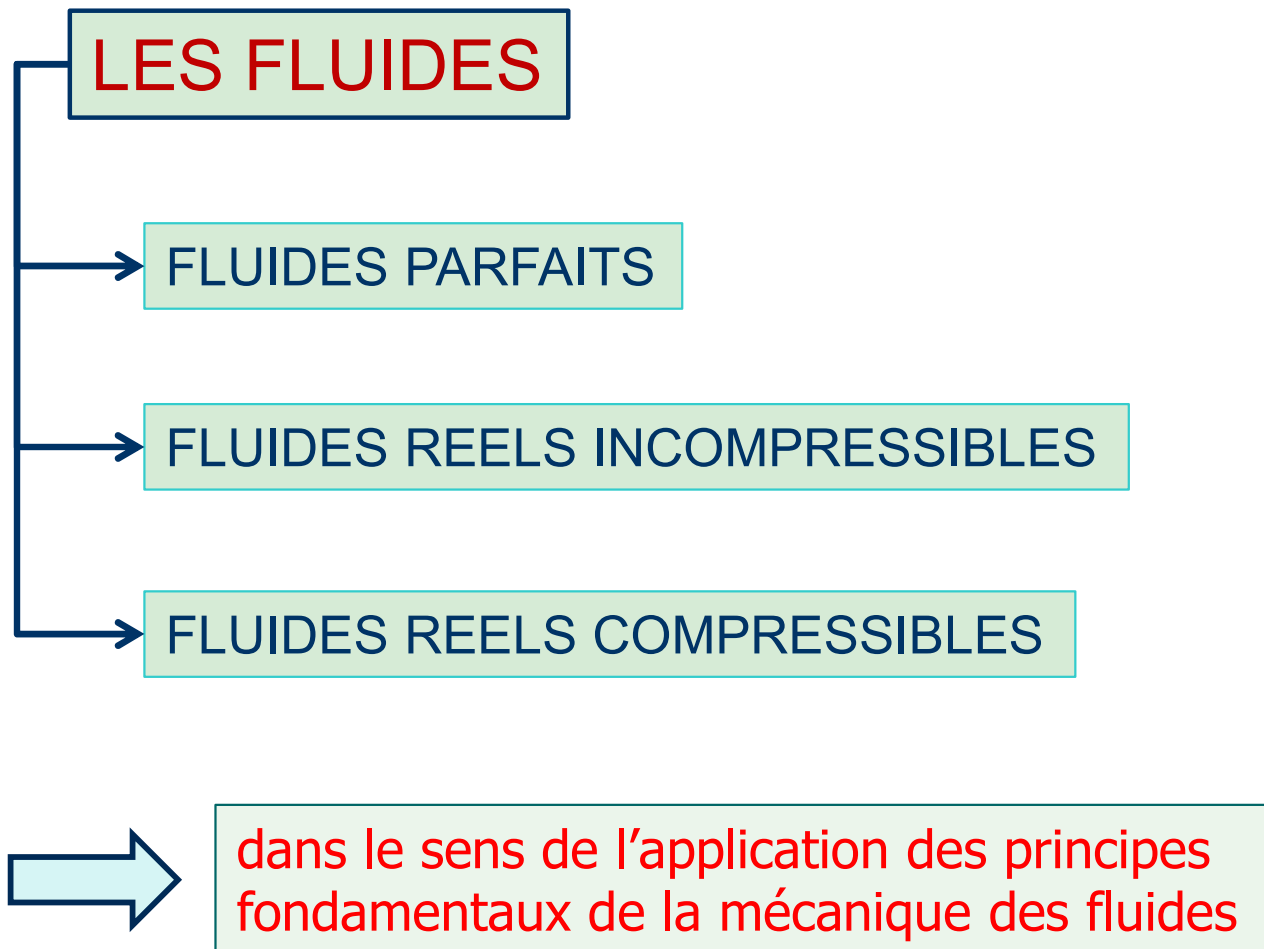 LES FLUIDES
FLUIDES PARFAITS
FLUIDES REELS INCOMPRESSIBLES
FLUIDES REELS COMPRESSIBLES
dans le sens de l’application des principes
fondamentaux de la mécanique des fluides